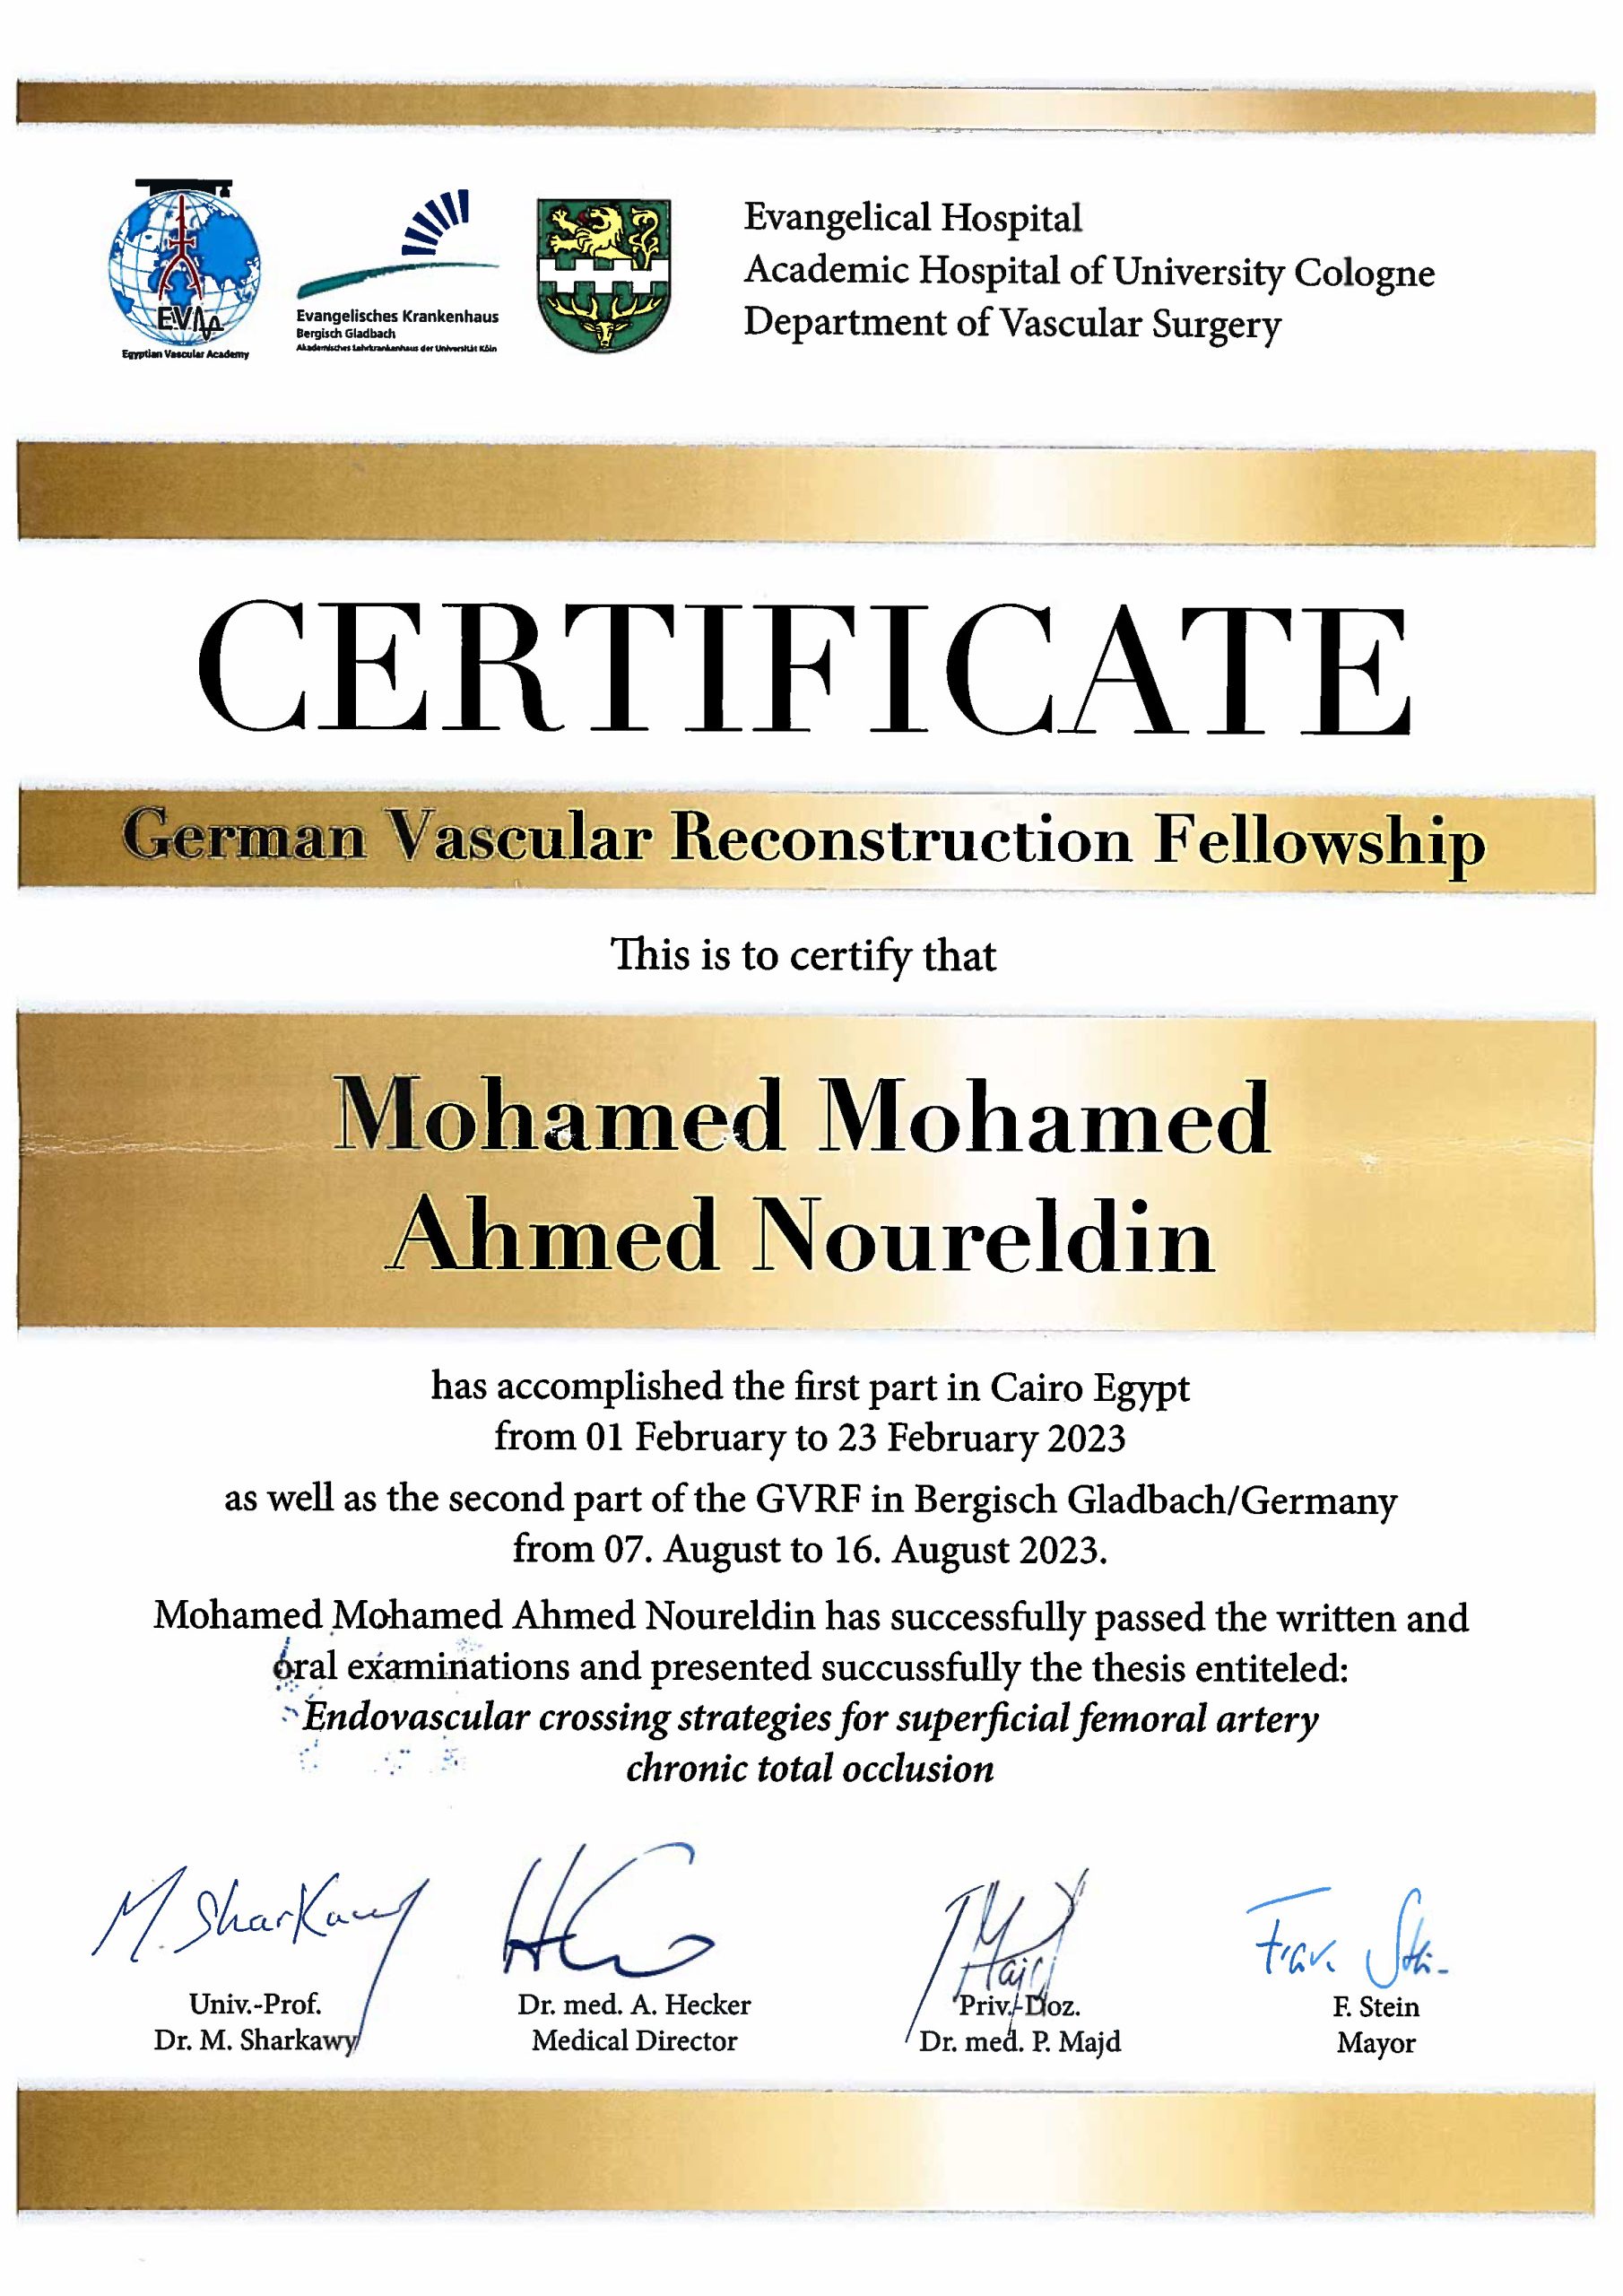 EVA
Egyptian Vascular Academy
Evangelisches Krankenhaus
Bergisch Gladbach
Akademisches Lehrkrankenhaus der Universität Köln
Evangelical Hospital
Academic Hospital of University Cologne
Department of Vascular Surgery
CERTIFICATE
German Vascular Reconstruction Fellowship
This is to certify that
Mohamed Mohamed
Ahmed Noureldin
has accomplished the first part in Cairo Egypt
from 01 February to 23 February 2023
as well as the second part of the GVRF in Bergisch Gladbach/Germany
from 07. August to 16. August 2023.
Mohamed Mohamed Ahmed Noureldin has successfully passed the written and
oral examinations and presented succussfully the thesis entiteled:
Endovascular crossing strategies for superficial femoral artery
chronic total occlusion
M. Sharkawy
Majd
Univ.-Prof.
Dr. M. Sharkawy
Dr. med. A. Hecker
Medical Director
Priv.-Doz.
Dr. med. P. Majd
F. Stein
Mayor